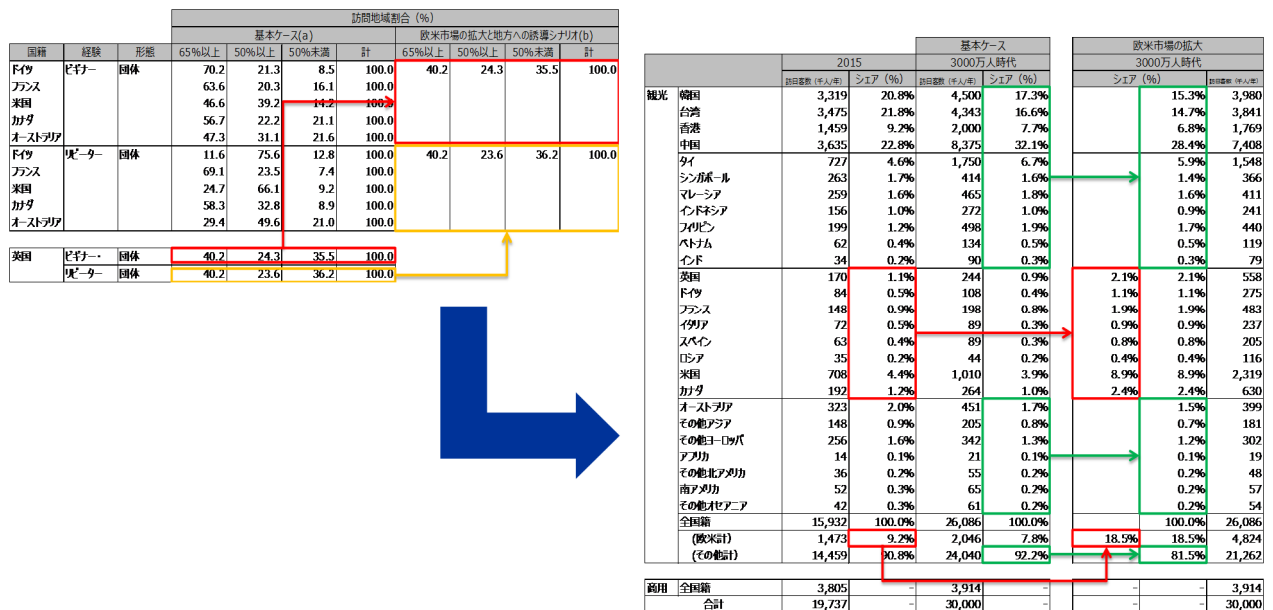 訪問地域割合（%）
基本ケース(a) 欧米市場の拡大と地方への誘導シナリオ(b)
国籍 経験 形態 65%以上 50%以上 50%未満 計 65%以上 50%以上 50%未満 計
ドイツ ビギナー 団体 70.2 21.3 8.5 100.0 40.2 24.3 35.5 100.0
フランス 63.6 20.3 16.1 100.0
米国 46.6 39.2 14.2 100.0
カナダ 56.7 22.2 21.1 100.0
オーストラリア 47.3 31.1 21.6 100.0
ドイツ リピーター 団体 11.6 75.6 12.8 100.0 40.2 23.6 36.2 100.0
フランス 69.1 23.5 7.4 100.0
米国 24.7 66.1 9.2 100.0
カナダ 58.3 32.8 8.9 100.0
オーストラリア 29.4 49.6 21.0 100.0
英国 ビギナー・ 団体 40.2 24.3 35.5 100.0
リピーター 団体 40.2 23.6 36.2 100.0
基本ケース 欧米市場の拡大
2015 3000万人時代 3000万人時代
訪日客数（千人/年） シェア（%） 訪日客数（千人/年） シェア（%） シェア（%） 訪日客数（千人/年）
観光 韓国 3,319 20.8% 4,500 17.3% 15.3% 3,980
台湾 3,475 21.8% 4,343 16.6% 14.7% 3,841
香港 1,459 9.2% 2,000 7.7% 6.8% 1,769
中国 3,635 22.8% 8,375 32.1% 28.4% 7,408
タイ 727 4.6% 1,750 6.7% 5.9% 1,548
シンガポール 263 1.7% 414 1.6% 1.4% 366
マレーシア 259 1.6% 465 1.8% 1.6% 411
インドネシア 156 1.0% 272 1.0% 0.9% 241
フィリピン 199 1.2% 498 1.9% 1.7% 440
ベトナム 62 0.4% 134 0.5% 0.5% 119
インド 34 0.2% 90 0.3% 0.3% 79
英国 170 1.1% 244 0.9% 2.1% 2.1% 558
ドイツ 84 0.5% 108 0.4% 1.1% 1.1% 275
フランス 148 0.9% 198 0.8% 1.9% 1.9% 483
イタリア 72 0.5% 89 0.3% 0.9% 0.9% 237
スペイン 63 0.4% 89 0.3% 0.8% 0.8% 205
ロシア 35 0.2% 44 0.2% 0.4% 0.4% 116
米国 708 4.4% 1,010 3.9% 8.9% 8.9% 2,319
カナダ 192 1.2% 264 1.0% 2.4% 2.4% 630
オーストラリア 323 2.0% 451 1.7% 1.5% 399
その他アジア 148 0.9% 205 0.8% 0.7% 181
その他ヨーロッパ 256 1.6% 342 1.3% 1.2% 302
アフリカ 14 0.1% 21 0.1% 0.1% 19
その他北アメリカ 36 0.2% 55 0.2% 0.2% 48
南アメリカ 52 0.3% 65 0.2% 0.2% 57
その他オセアニア 42 0.3% 61 0.2% 0.2% 54
全国籍 15,932 100.0% 26,086 100.0% 100.0% 26,086
(欧米計) 1,473 9.2% 2,046 7.8% 18.5% 18.5% 4,824
(その他計) 14,459 90.8% 24,040 92.2% 81.5% 21,262
商用 全国籍 3,805 - 3,914 - - - 3,914
合計 19,737 - 30,000 - - - 30,000